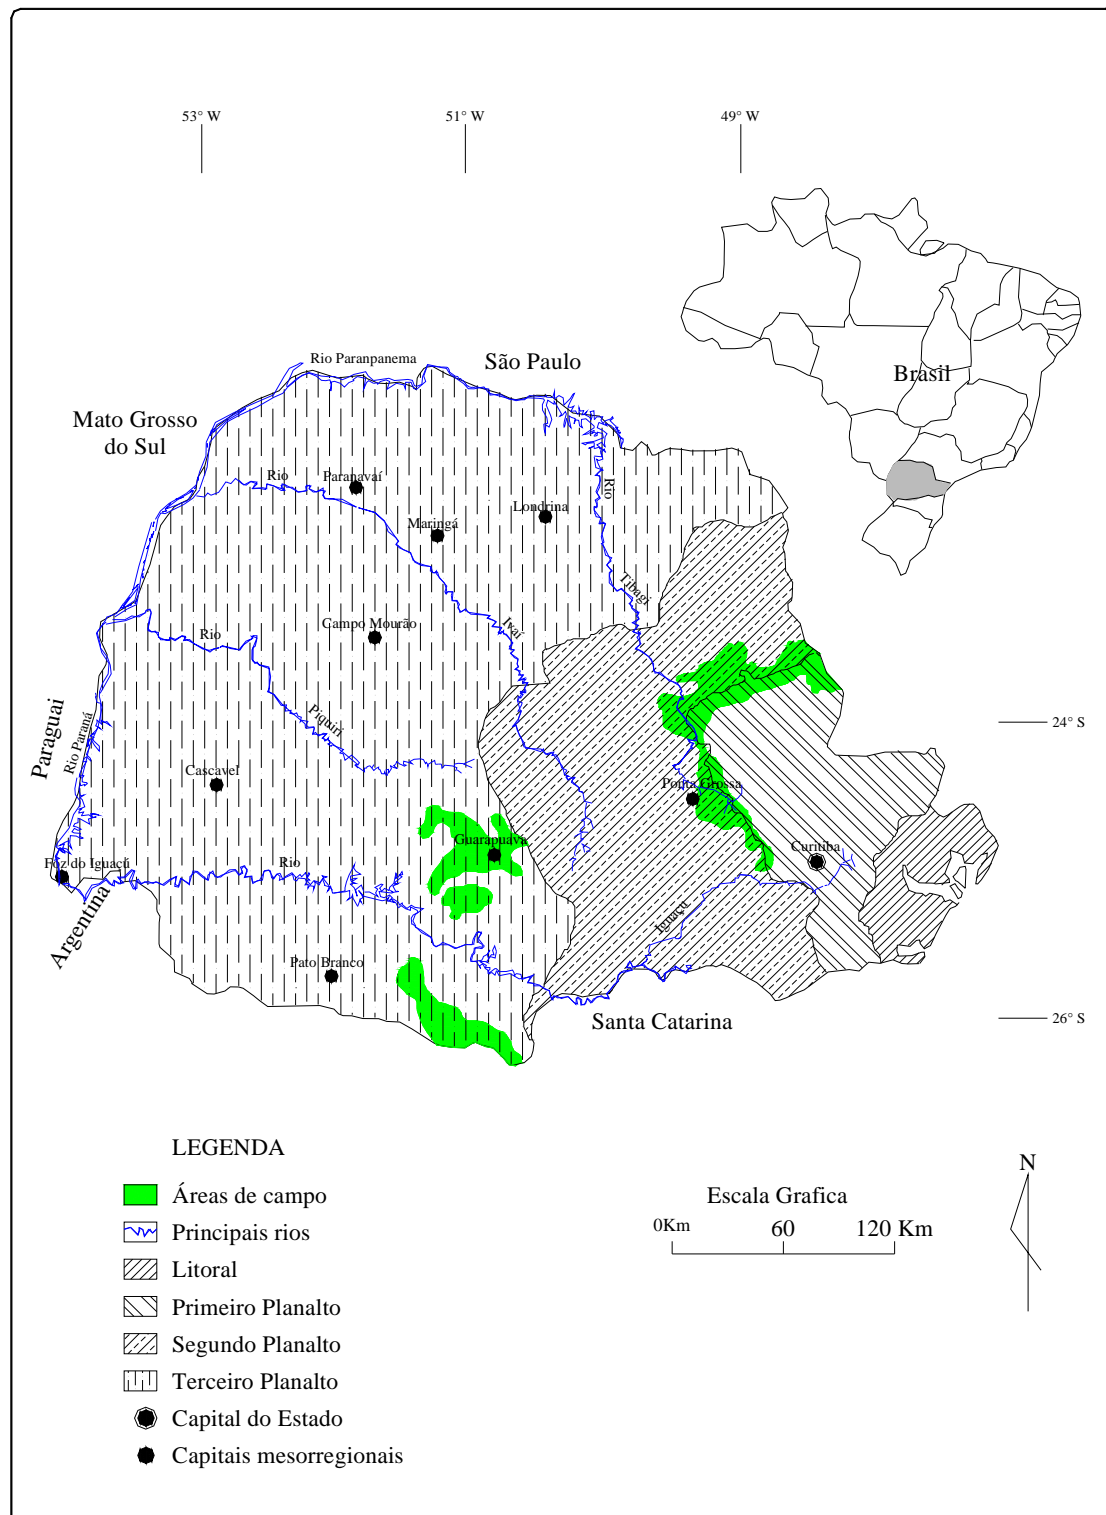 53° W
51° W
49° W
Brasil
Rio Paranpanema
São Paulo
Mato Grosso
do Sul
Rio
Paranavaí
Maringá
Londrina
Rio
Tibagi
Ivaí
Campo Mourão
Rio
Piquiri
Paraguai
Rio Paraná
24° S
Cascavel
Ponta Grossa
Guarapuava
Curitiba
Foz do Iguaçú
Rio
Iguaçu
Argentina
Pato Branco
Santa Catarina
26° S
LEGENDA
Áreas de campo
Principais rios
Litoral
Primeiro Planalto
Segundo Planalto
Terceiro Planalto
Capital do Estado
Capitais mesorregionais
Escala Grafica
0Km 60 120 Km
N